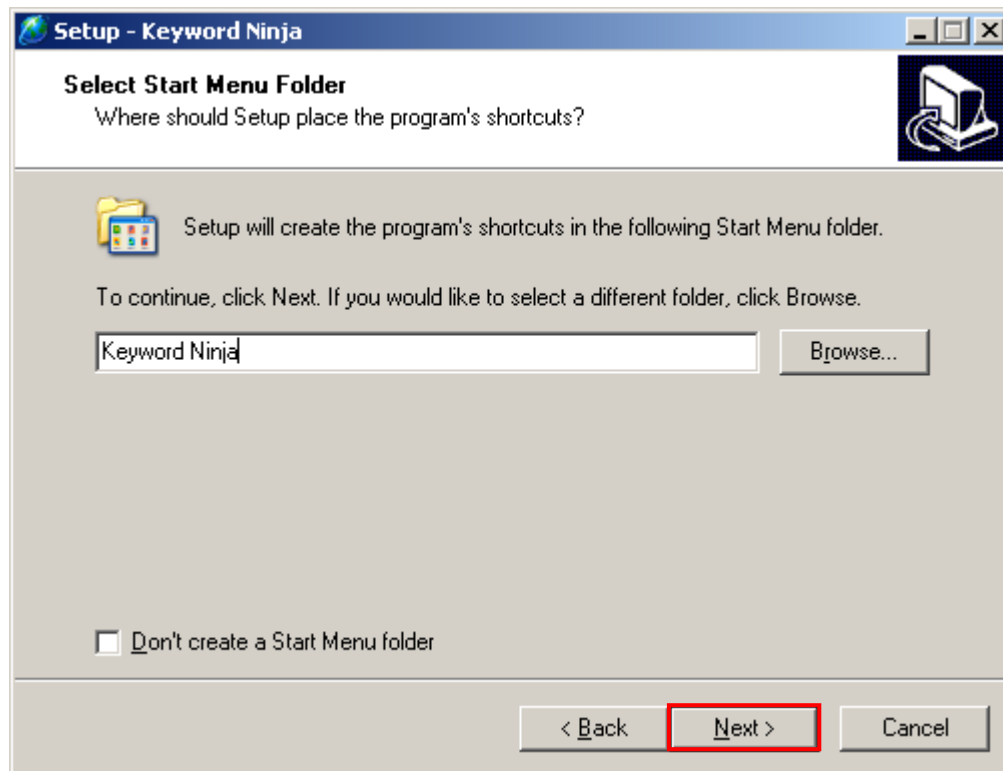 Setup - Keyword Ninja
Select Start Menu Folder
Where should Setup place the program's shortcuts?
Setup will create the program's shortcuts in the following Start Menu folder.
To continue, click Next. If you would like to select a different folder, click Browse.
Keyword Ninja
Browse...
Don't create a Start Menu folder
< Back
Next >
Cancel